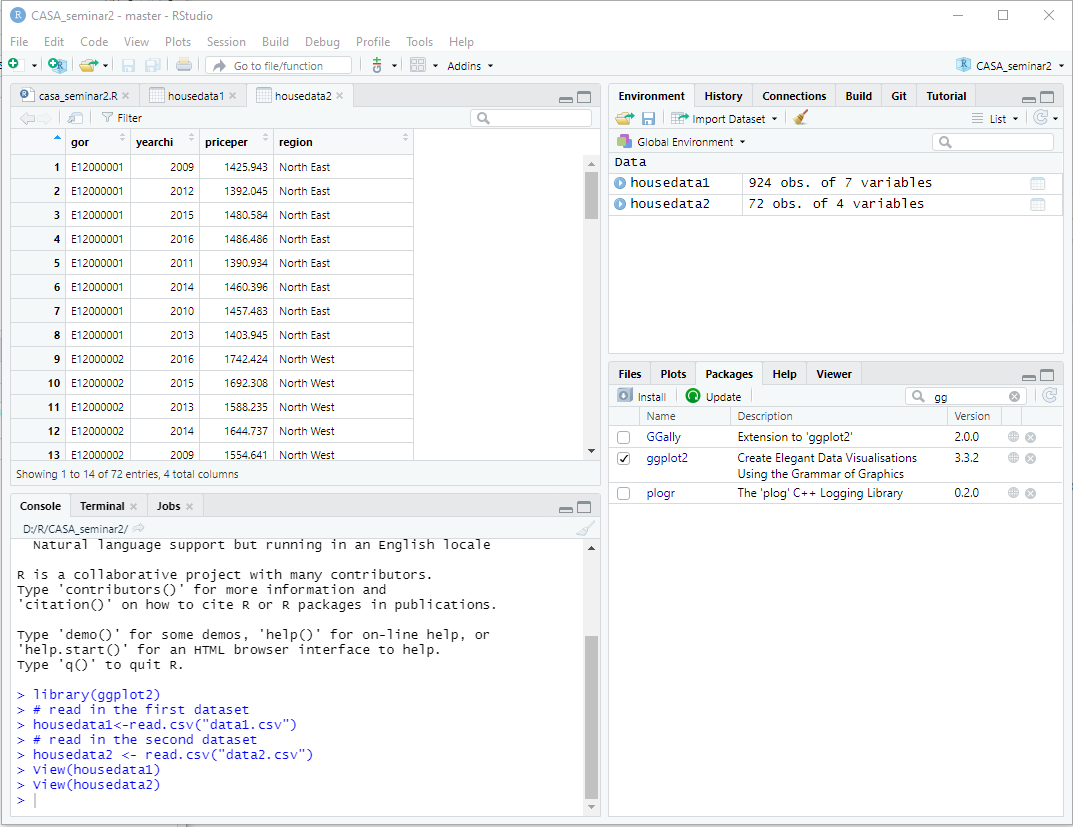 CASA_seminar2 - master - RStudio
File Edit Code View Plots Session Build Debug Profile Tools Help
Go to file/function Addins CASA_seminar2
casa_seminar2.R housedata1 housedata2
Filter
gor yearchi priceper region
1 E12000001 2009 1425.943 North East
2 E12000001 2012 1392.045 North East
3 E12000001 2015 1480.584 North East
4 E12000001 2016 1486.486 North East
5 E12000001 2011 1390.934 North East
6 E12000001 2014 1460.396 North East
7 E12000001 2010 1457.483 North East
8 E12000001 2013 1403.945 North East
9 E12000002 2016 1742.424 North West
10 E12000002 2015 1692.308 North West
11 E12000002 2013 1588.235 North West
12 E12000002 2014 1644.737 North West
13 E12000002 2009 1554.641 North West
Showing 1 to 14 of 72 entries, 4 total columns
Console Terminal Jobs
D:/R/CASA_seminar2/
Natural language support but running in an English locale
R is a collaborative project with many contributors.
Type 'contributors()' for more information and
'citation()' on how to cite R or R packages in publications.
Type 'demo()' for some demos, 'help()' for on-line help, or
'help.start()' for an HTML browser interface to help.
Type 'q()' to quit R.
> library(ggplot2)
> # read in the first dataset
> housedata1<-read.csv("data1.csv")
> # read in the second dataset
> housedata2 <- read.csv("data2.csv")
> View(housedata1)
> View(housedata2)
>
Environment History Connections Build Git Tutorial
Import Dataset List
Global Environment
Data
housedata1 924 obs. of 7 variables
housedata2 72 obs. of 4 variables
Files Plots Packages Help Viewer
Install Update gg
Name Description Version
GGally Extension to 'ggplot2' 2.0.0
ggplot2 Create Elegant Data Visualisations 3.3.2
Using the Grammar of Graphics
plogr The 'plog' C++ Logging Library 0.2.0